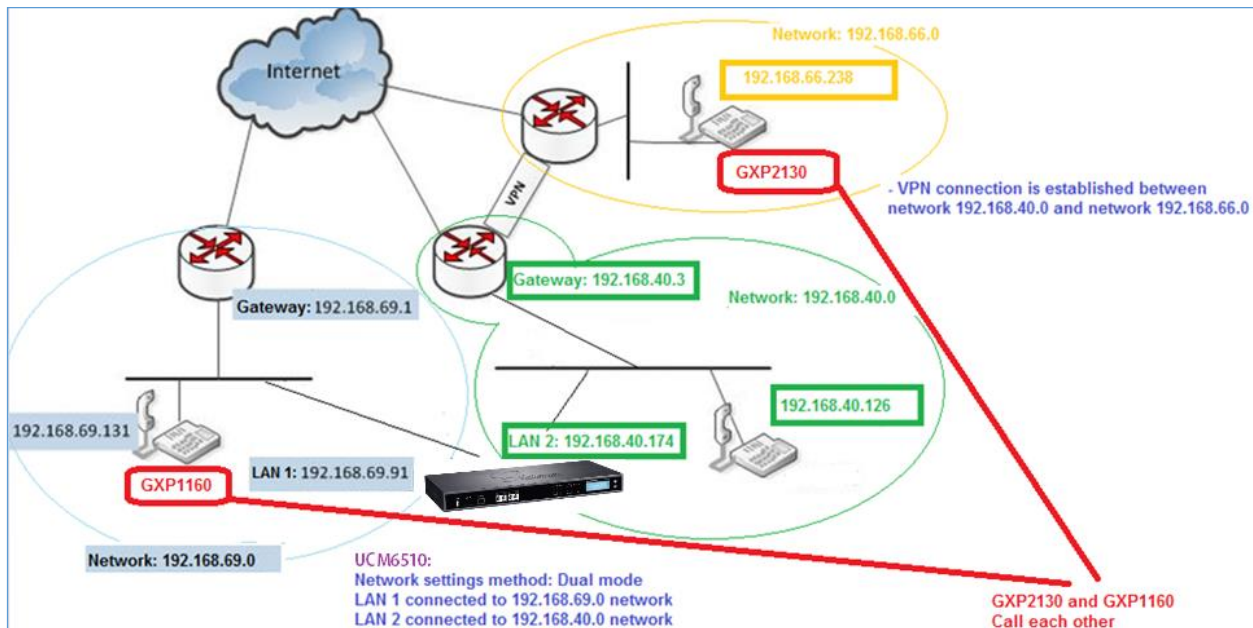 Internet
Network: 192.168.66.0
192.168.66.238
GXP2130
VPN
- VPN connection is established between
network 192.168.40.0 and network 192.168.66.0
Gateway: 192.168.40.3
Network: 192.168.40.0
Gateway: 192.168.69.1
192.168.40.126
192.168.69.131
LAN 2: 192.168.40.174
LAN 1: 192.168.69.91
GXP1160
Network: 192.168.69.0
UCM6510:
Network settings method: Dual mode
LAN 1 connected to 192.168.69.0 network
LAN 2 connected to 192.168.40.0 network
GXP2130 and GXP1160
Call each other